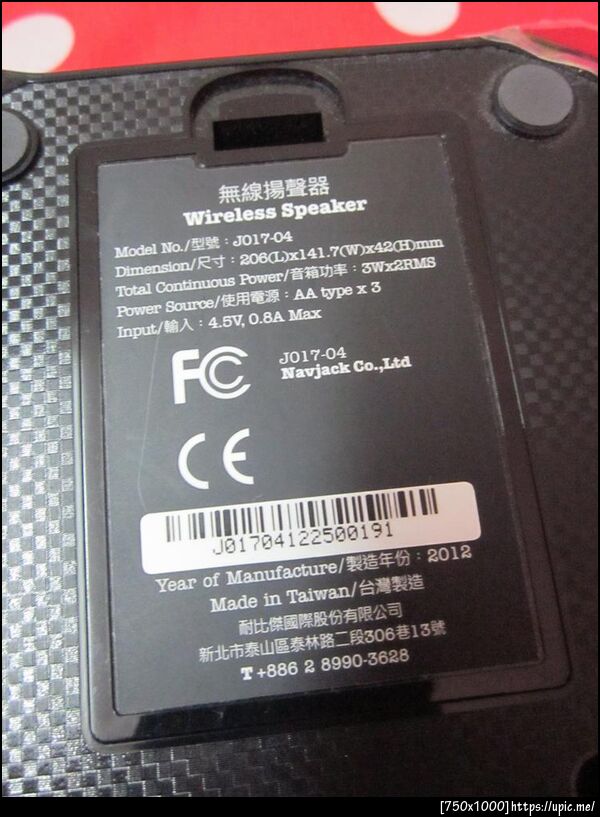 無線揚聲器
Wireless Speaker
Model No./型號：J017-04
Dimension/尺寸：206(L)x141.7(W)x42(H)mm
Total Continuous Power/音箱功率：3Wx2RMS
Power Source/使用電源：AA type x 3
Input/輸入：4.5V, 0.8A Max
FC
J017-04
Navjack Co.,Ltd
CE
J01704122500191
Year of Manufacture/製造年份：2012
Made in Taiwan/台灣製造
耐比傑國際股份有限公司
新北市泰山區泰林路二段306巷13號
T +886 2 8990-3628
[750x1000]https://upic.me/